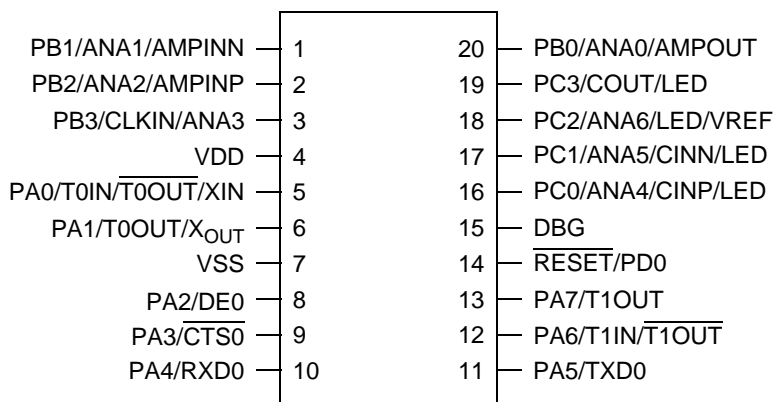 PB1/ANA1/AMPINN 1 20 PB0/ANA0/AMPOUT
PB2/ANA2/AMPINP 2 19 PC3/COUT/LED
PB3/CLKIN/ANA3 3 18 PC2/ANA6/LED/VREF
VDD 4 17 PC1/ANA5/CINN/LED
PA0/T0IN/T0OUT/XIN 5 16 PC0/ANA4/CINP/LED
PA1/T0OUT/XOUT 6 15 DBG
VSS 7 14 RESET/PD0
PA2/DE0 8 13 PA7/T1OUT
PA3/CTS0 9 12 PA6/T1IN/T1OUT
PA4/RXD0 10 11 PA5/TXD0